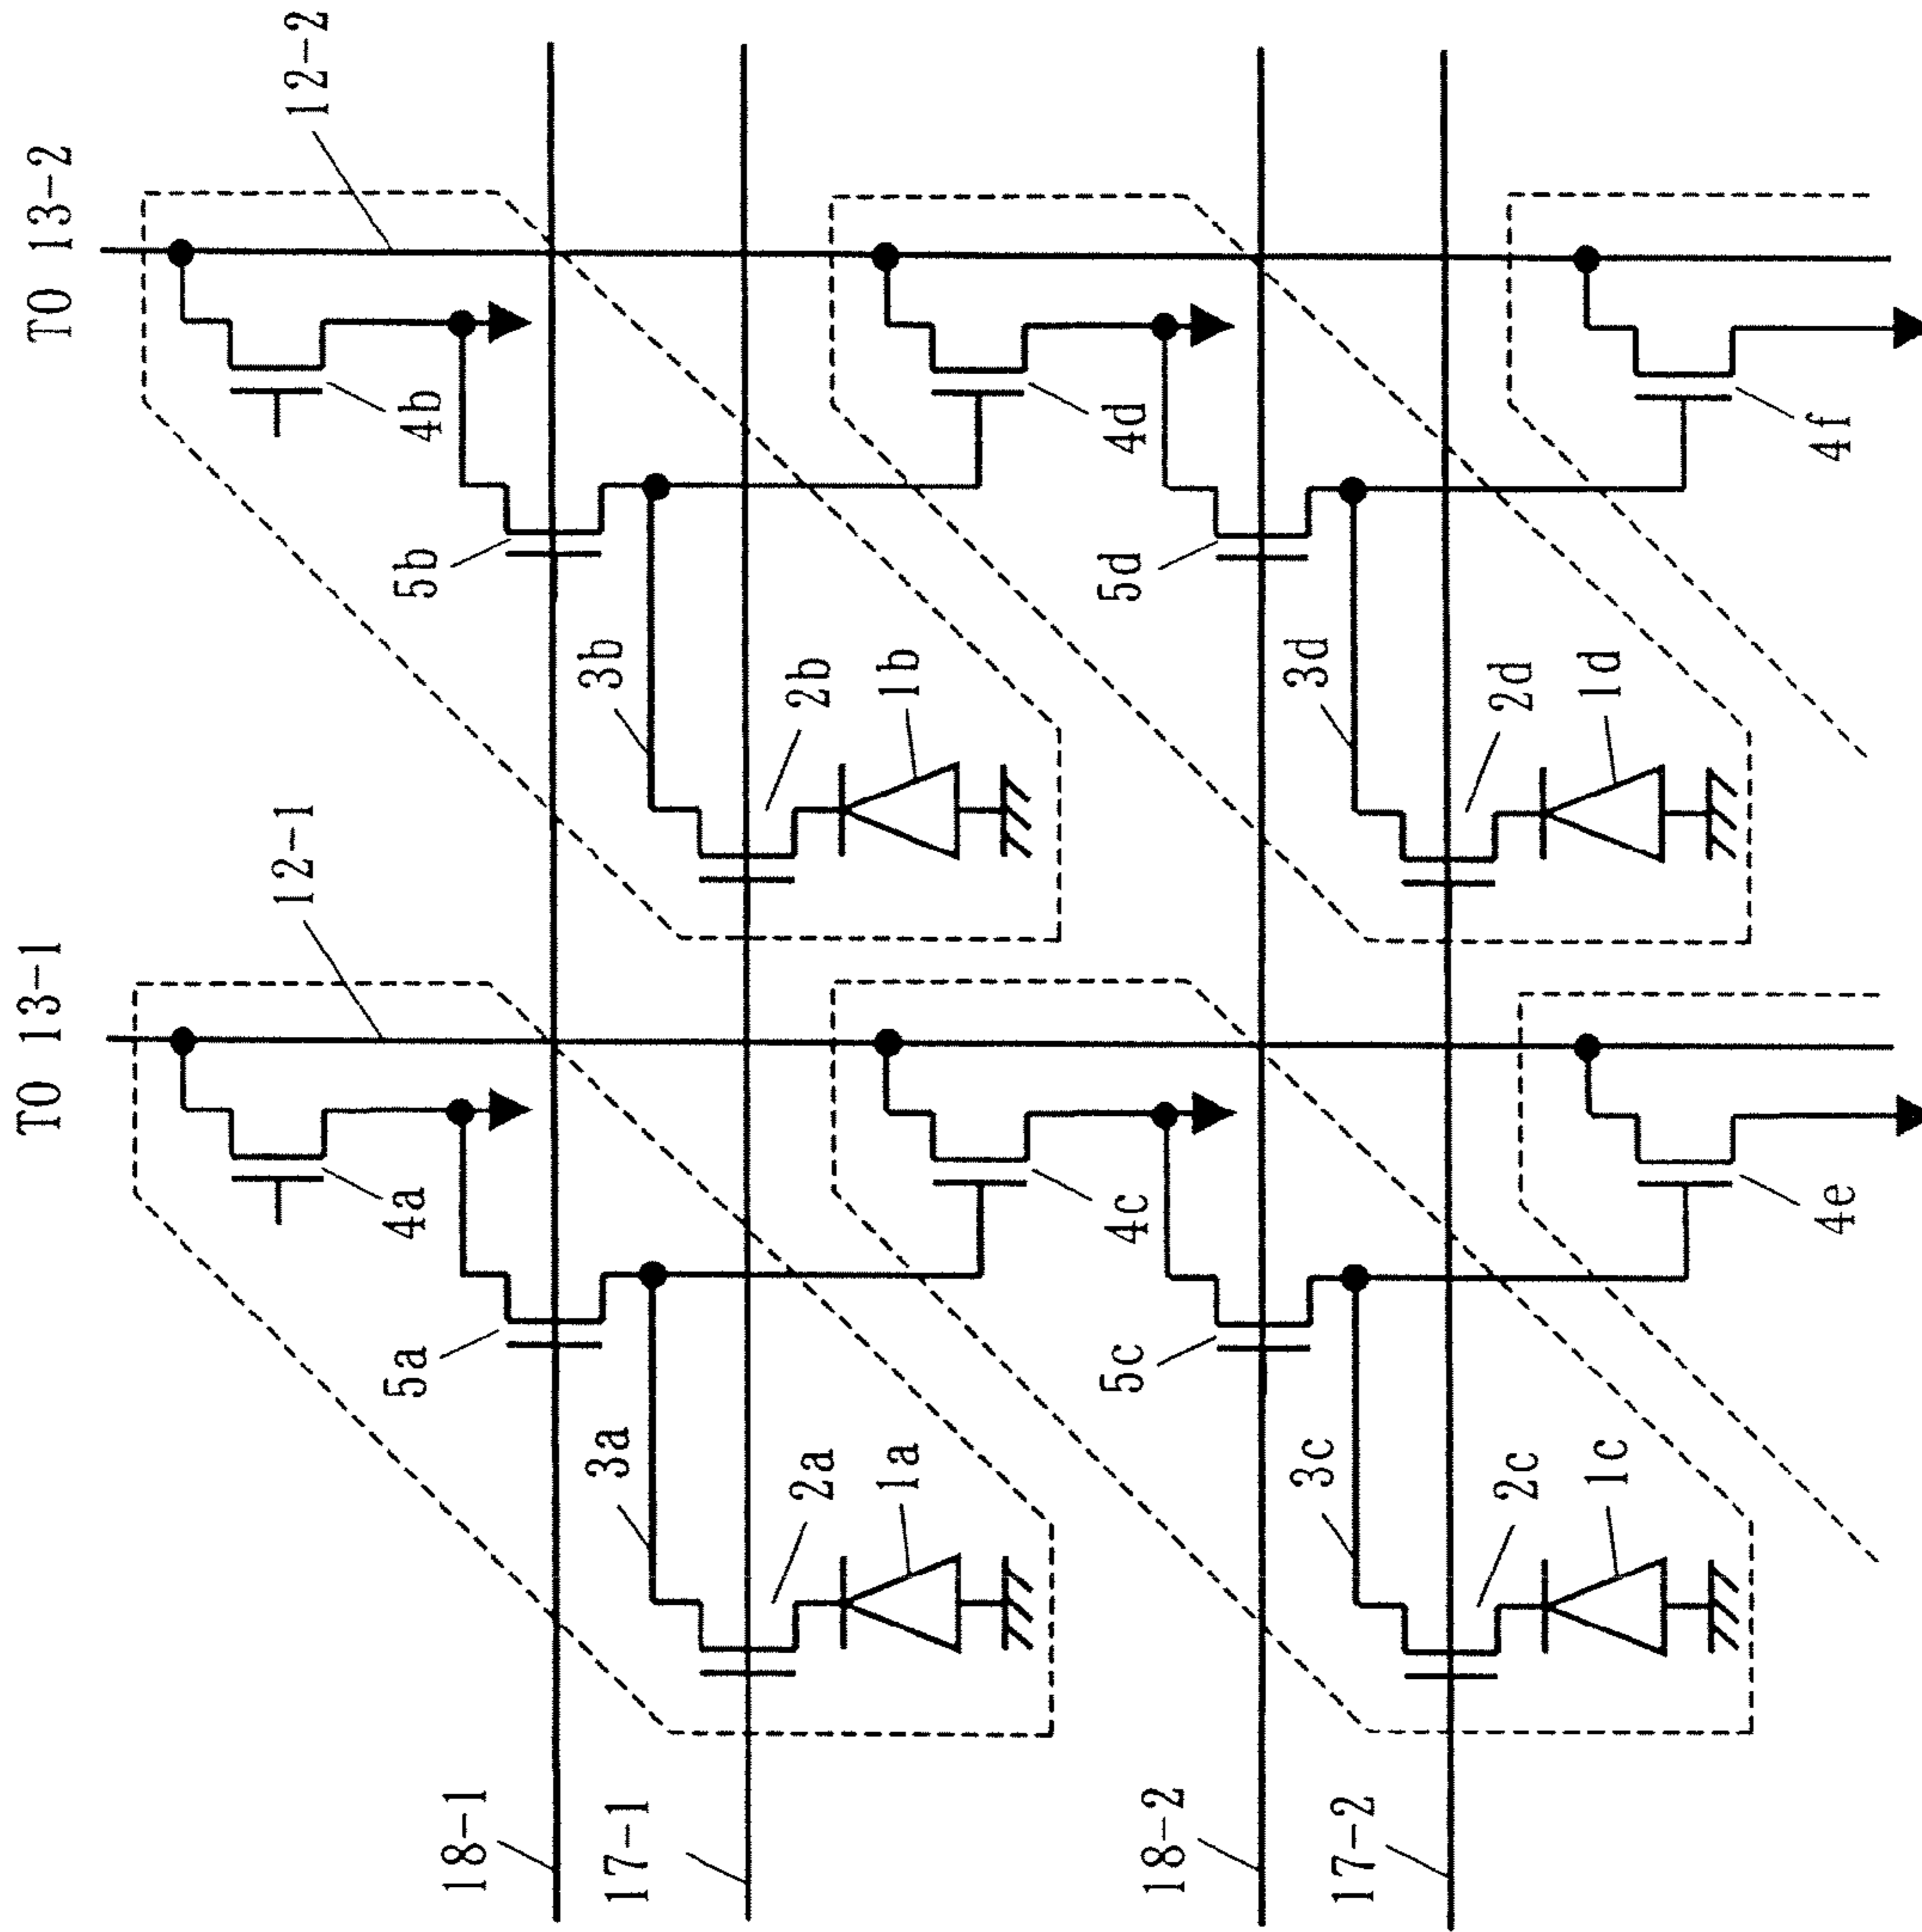 TO 13-1
TO 13-2
12-1
12-2
4a
4b
5a
5b
3a
3b
2a
2b
1a
1b
18-1
17-1
4c
4d
5c
5d
3c
3d
2c
2d
1c
1d
18-2
17-2
4e
4f